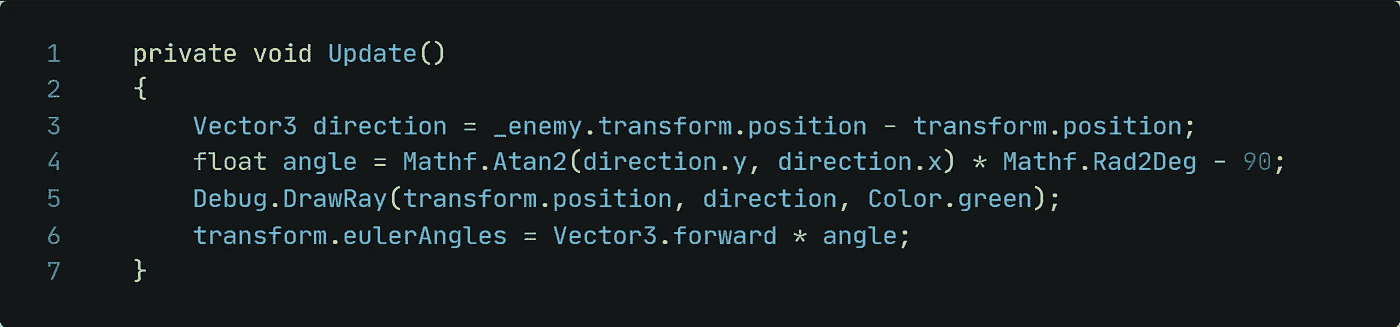 1 private void Update()
2 {
3 Vector3 direction = _enemy.transform.position - transform.position;
4 float angle = Mathf.Atan2(direction.y, direction.x) * Mathf.Rad2Deg - 90;
5 Debug.DrawRay(transform.position, direction, Color.green);
6 transform.eulerAngles = Vector3.forward * angle;
7 }